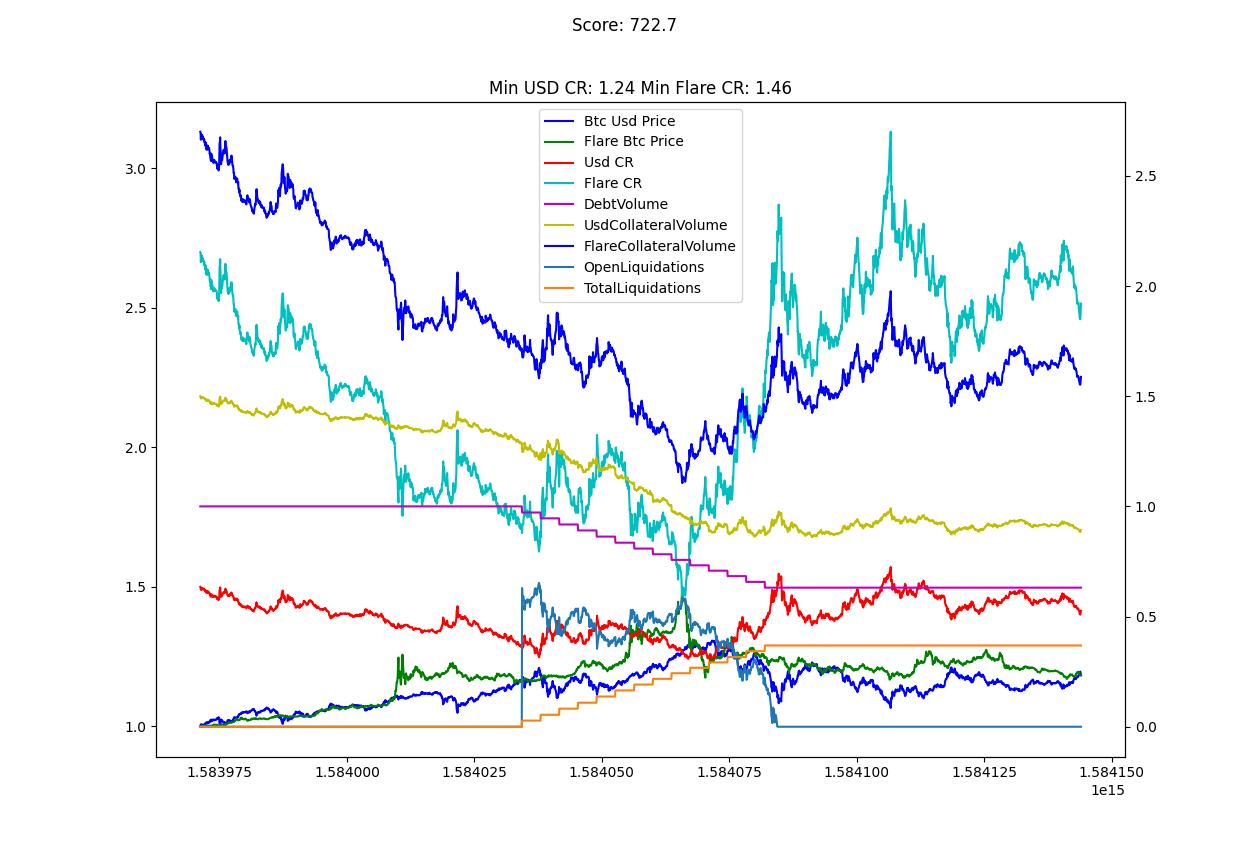 Score: 722.7
Min USD CR: 1.24 Min Flare CR: 1.46
Btc Usd Price
Flare Btc Price
Usd CR
Flare CR
DebtVolume
UsdCollateralVolume
FlareCollateralVolume
OpenLiquidations
TotalLiquidations
3.0
2.5
2.0
1.5
1.0
2.5
2.0
1.5
1.0
0.5
0.0
1.583975 1.584000 1.584025 1.584050 1.584075 1.584100 1.584125 1.584150
1e15